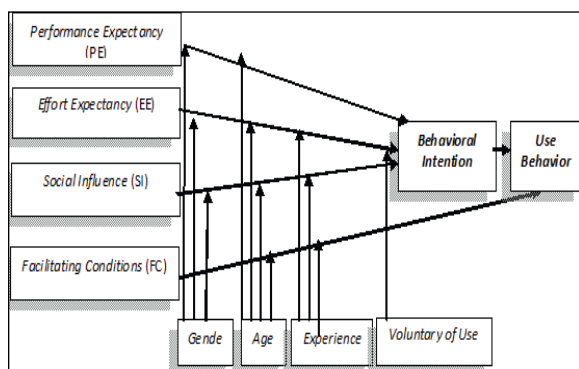 Performance Expectancy (PE)
Effort Expectancy (EE)
Behavioral
Intention
Use
Behavior
Social Influence (SI)
Facilitating Conditions (FC)
Gende
Age
Experience
Voluntary of Use